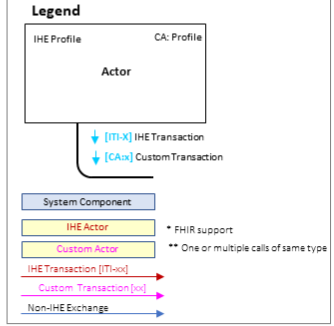 Legend
IHE Profile
CA: Profile
Actor
[ITI-X] IHE Transaction
[CA:x] Custom Transaction
System Component
IHE Actor
* FHIR support
Custom Actor
** One or multiple calls of same type
IHE Transaction [ITI-xx]
Custom Transaction [xx]
Non-IHE Exchange